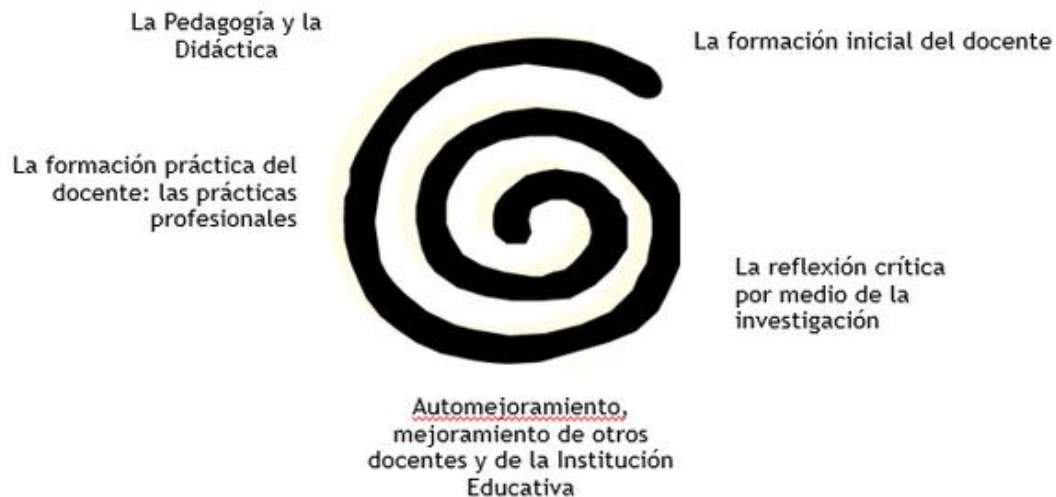 La Pedagogía y la
Didáctica
La formación inicial del docente
La formación práctica del
docente: las prácticas
profesionales
La reflexión crítica
por medio de la
investigación
Automejoramiento,
mejoramiento de otros
docentes y de la Institución
Educativa